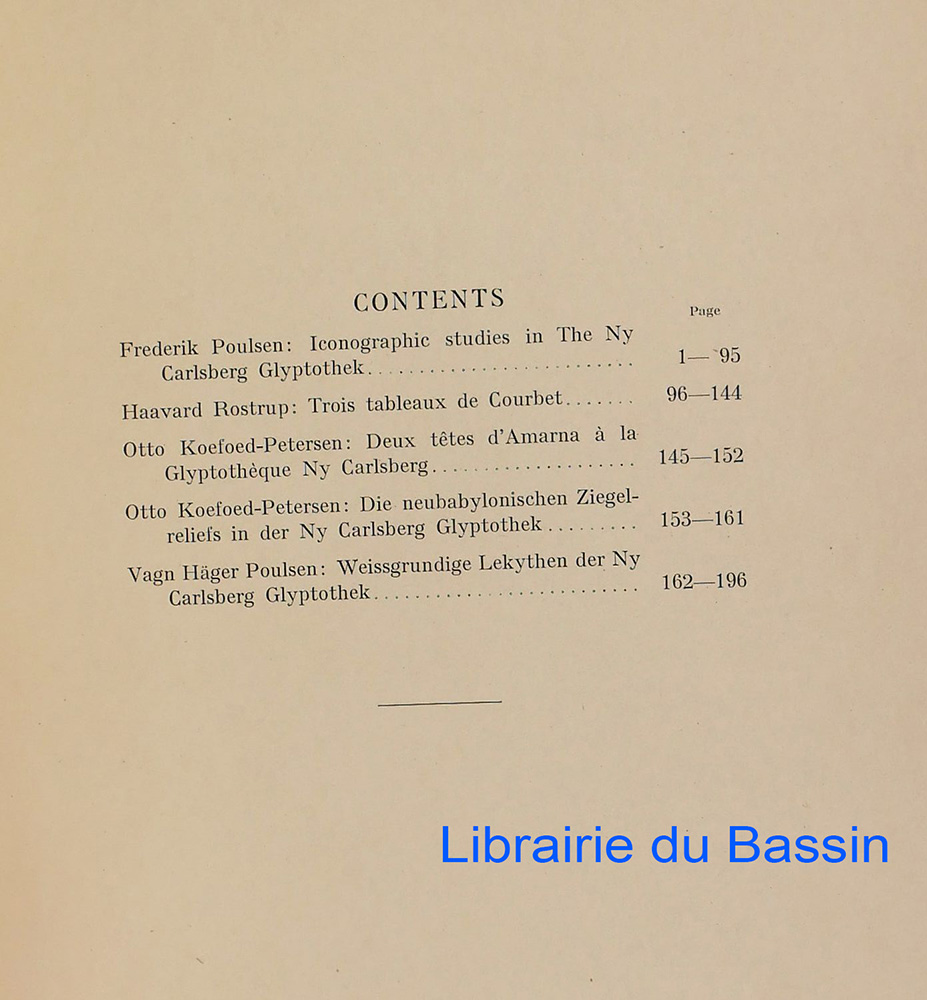 CONTENTS
Page
Frederik Poulsen: Iconographic studies in The Ny
Carlsberg Glyptothek.......................... 1—95
Haavard Rostrup: Trois tableaux de Courbet....... 96—144
Otto Koefoed-Petersen: Deux têtes d'Amarna à la
Glyptothèque Ny Carlsberg.................... 145—152
Otto Koefoed-Petersen: Die neubabylonischen Ziegel-
reliefs in der Ny Carlsberg Glyptothek......... 153—161
Vagn Häger Poulsen: Weissgrundige Lekythen der Ny
Carlsberg Glyptothek.......................... 162—196
Librairie du Bassin